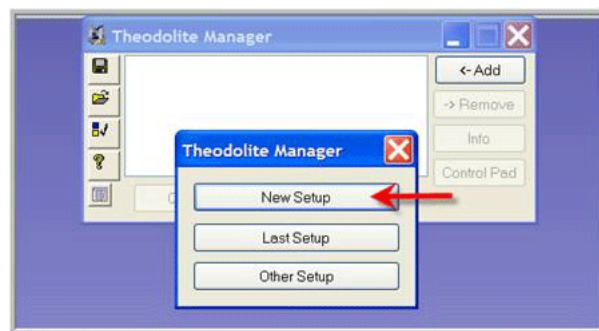 Theodolite Manager
<- Add
-> Remove
Info
Control Pad
Theodolite Manager
New Setup
Last Setup
Other Setup